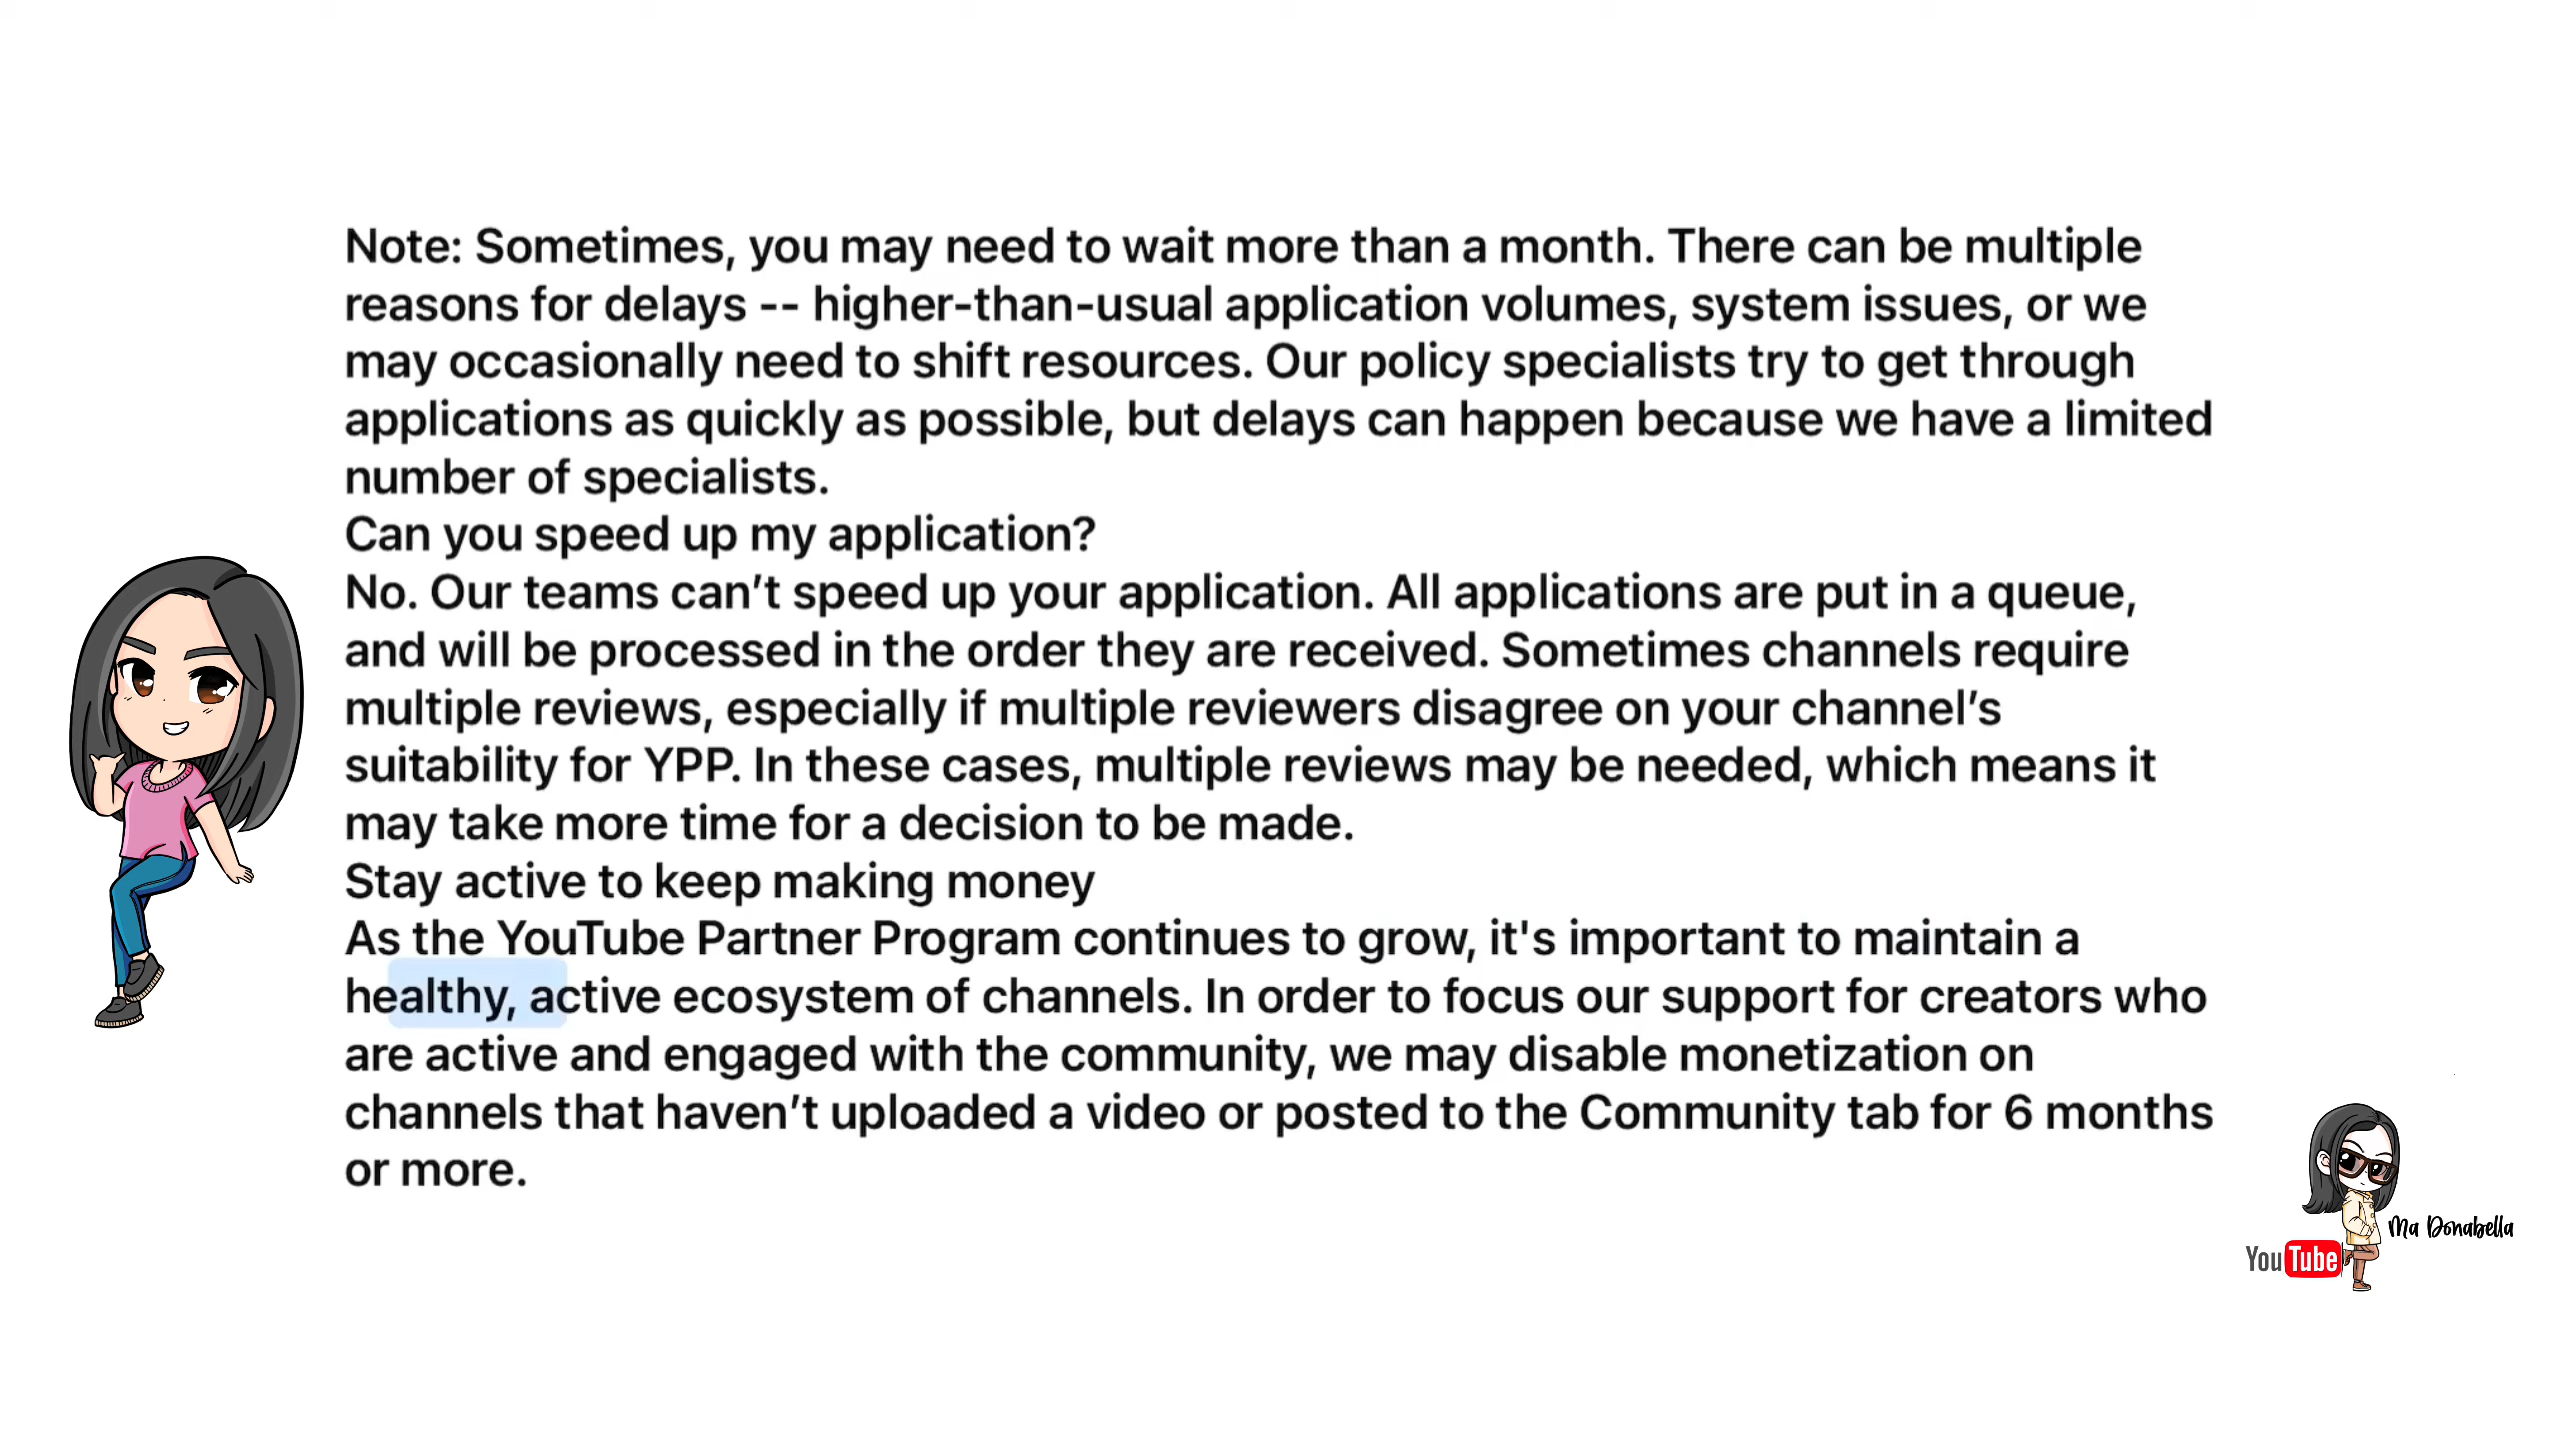 Note: Sometimes, you may need to wait more than a month. There can be multiple
reasons for delays -- higher-than-usual application volumes, system issues, or we
may occasionally need to shift resources. Our policy specialists try to get through
applications as quickly as possible, but delays can happen because we have a limited
number of specialists.
Can you speed up my application?
No. Our teams can’t speed up your application. All applications are put in a queue,
and will be processed in the order they are received. Sometimes channels require
multiple reviews, especially if multiple reviewers disagree on your channel’s
suitability for YPP. In these cases, multiple reviews may be needed, which means it
may take more time for a decision to be made.
Stay active to keep making money
As the YouTube Partner Program continues to grow, it's important to maintain a
healthy, active ecosystem of channels. In order to focus our support for creators who
are active and engaged with the community, we may disable monetization on
channels that haven’t uploaded a video or posted to the Community tab for 6 months
or more.
Ma Donabella
YouTube